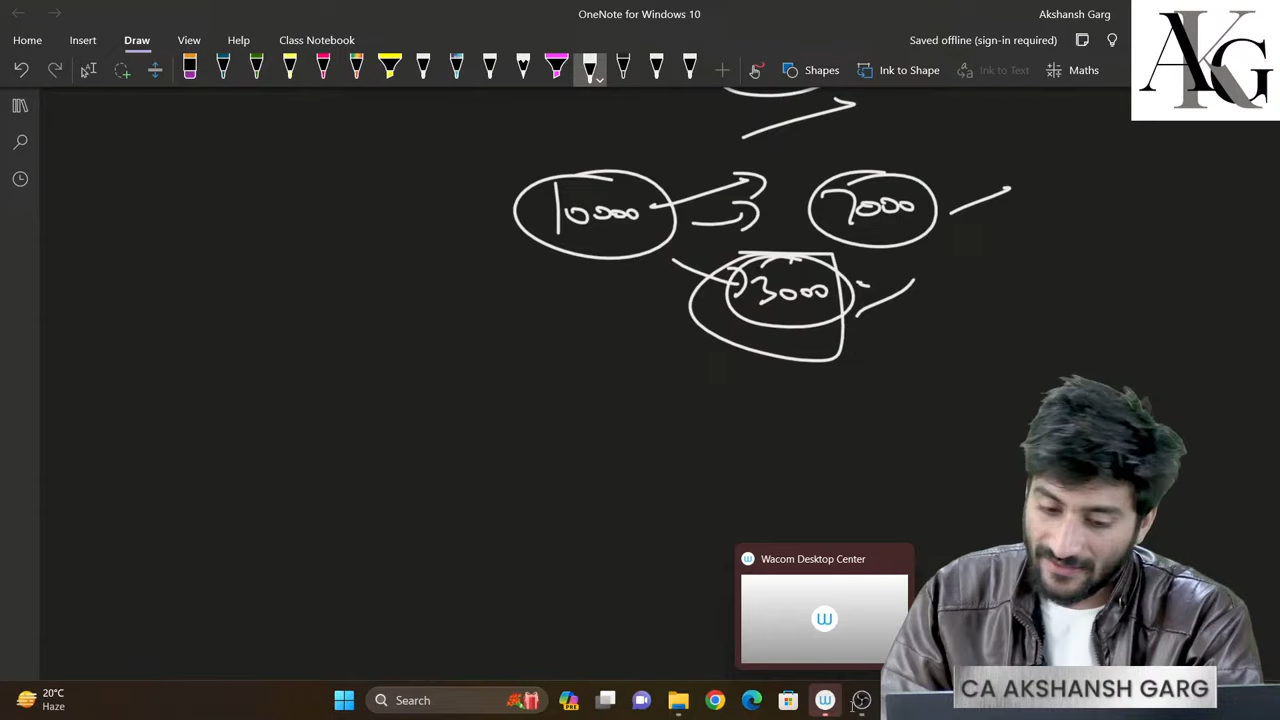 OneNote for Windows 10
Akshansh Garg
Home Insert Draw View Help Class Notebook
Saved offline (sign-in required)
Shapes Ink to Shape Ink to Text Maths
AKG
10000 7000
3000
Wacom Desktop Center
CA AKSHANSH GARG
20°C
Haze
Search